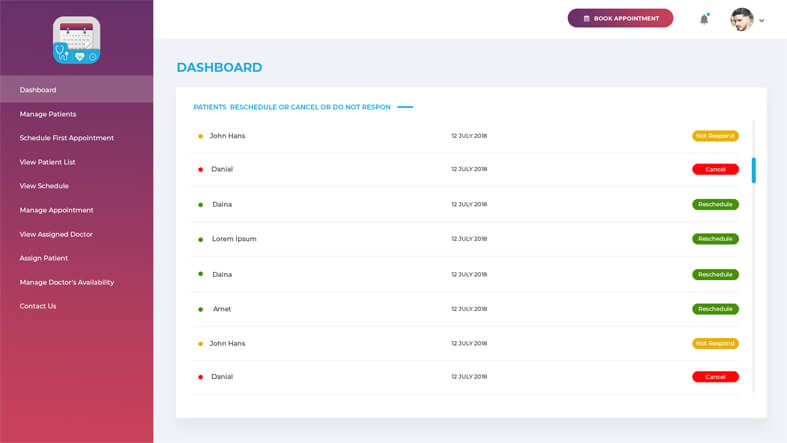 BOOK APPOINTMENT
Dashboard
Manage Patients
Schedule First Appointment
View Patient List
View Schedule
Manage Appointment
View Assigned Doctor
Assign Patient
Manage Doctor's Availability
Contact Us
DASHBOARD
PATIENTS RESCHEDULE OR CANCEL OR DO NOT RESPON
John Hans 12 JULY 2018 Not Respond
Danial 12 JULY 2018 Cancel
Daina 12 JULY 2018 Reschedule
Lorem Ipsum 12 JULY 2018 Reschedule
Daina 12 JULY 2018 Reschedule
Amet 12 JULY 2018 Reschedule
John Hans 12 JULY 2018 Not Respond
Danial 12 JULY 2018 Cancel